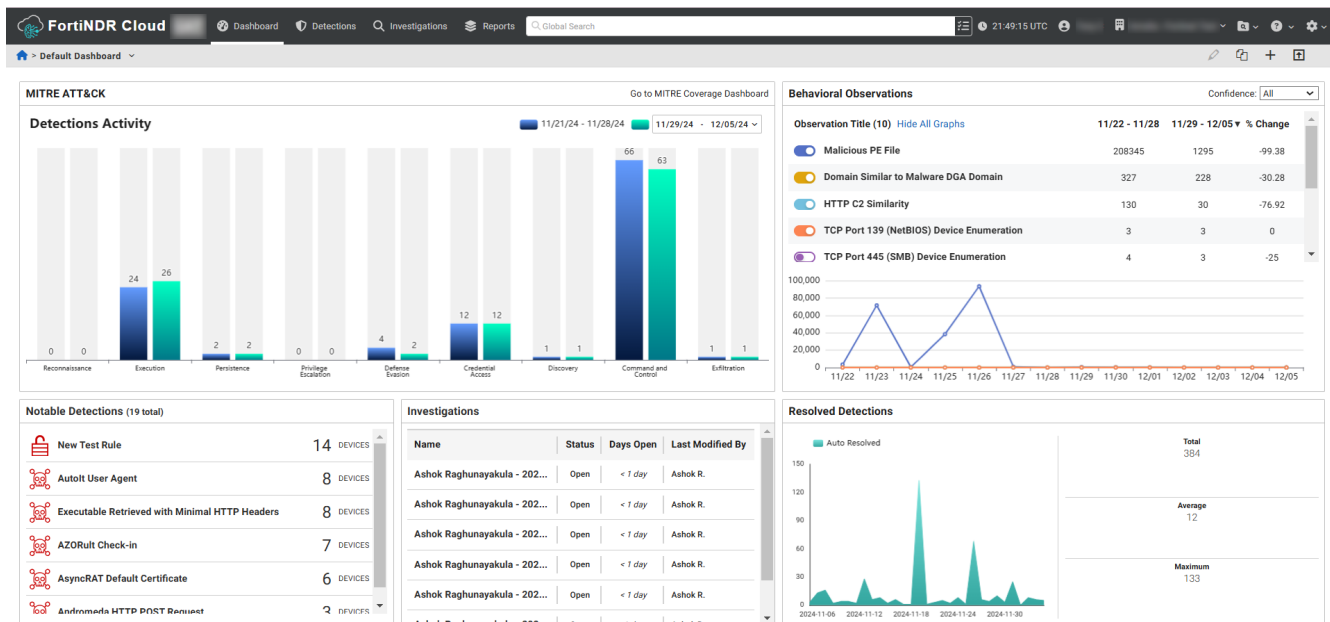 FortiNDR Cloud Dashboard Detections Investigations Reports Global Search 21:49:15 UTC
> Default Dashboard
MITRE ATT&CK Go to MITRE Coverage Dashboard
Detections Activity 11/21/24 - 11/28/24 11/29/24 - 12/05/24
66
63
24 26
12 12
4
2 2 2
0 0 0 0 1 1 1 1
Reconnaissance Execution Persistence Privilege Escalation Defense Evasion Credential Access Discovery Command and Control Exfiltration
Behavioral Observations Confidence: All
Observation Title (10) Hide All Graphs 11/22 - 11/28 11/29 - 12/05 ▾ % Change
Malicious PE File 208345 1295 -99.38
Domain Similar to Malware DGA Domain 327 228 -30.28
HTTP C2 Similarity 130 30 -76.92
TCP Port 139 (NetBIOS) Device Enumeration 3 3 0
TCP Port 445 (SMB) Device Enumeration 4 3 -25
100,000
80,000
60,000
40,000
20,000
0
11/22 11/23 11/24 11/25 11/26 11/27 11/28 11/29 11/30 12/01 12/02 12/03 12/04 12/05
Notable Detections (19 total)
New Test Rule 14 DEVICES
AutoIt User Agent 8 DEVICES
Executable Retrieved with Minimal HTTP Headers 8 DEVICES
AZORult Check-in 7 DEVICES
AsyncRAT Default Certificate 6 DEVICES
Andromeda HTTP POST Request 3 DEVICES
Investigations
Name Status Days Open Last Modified By
Ashok Raghunayakula - 202... Open < 1 day Ashok R.
Ashok Raghunayakula - 202... Open < 1 day Ashok R.
Ashok Raghunayakula - 202... Open < 1 day Ashok R.
Ashok Raghunayakula - 202... Open < 1 day Ashok R.
Ashok Raghunayakula - 202... Open < 1 day Ashok R.
Resolved Detections
Auto Resolved
150
120
90
60
30
0
2024-11-06 2024-11-12 2024-11-18 2024-11-24 2024-11-30
Total
384
Average
12
Maximum
133